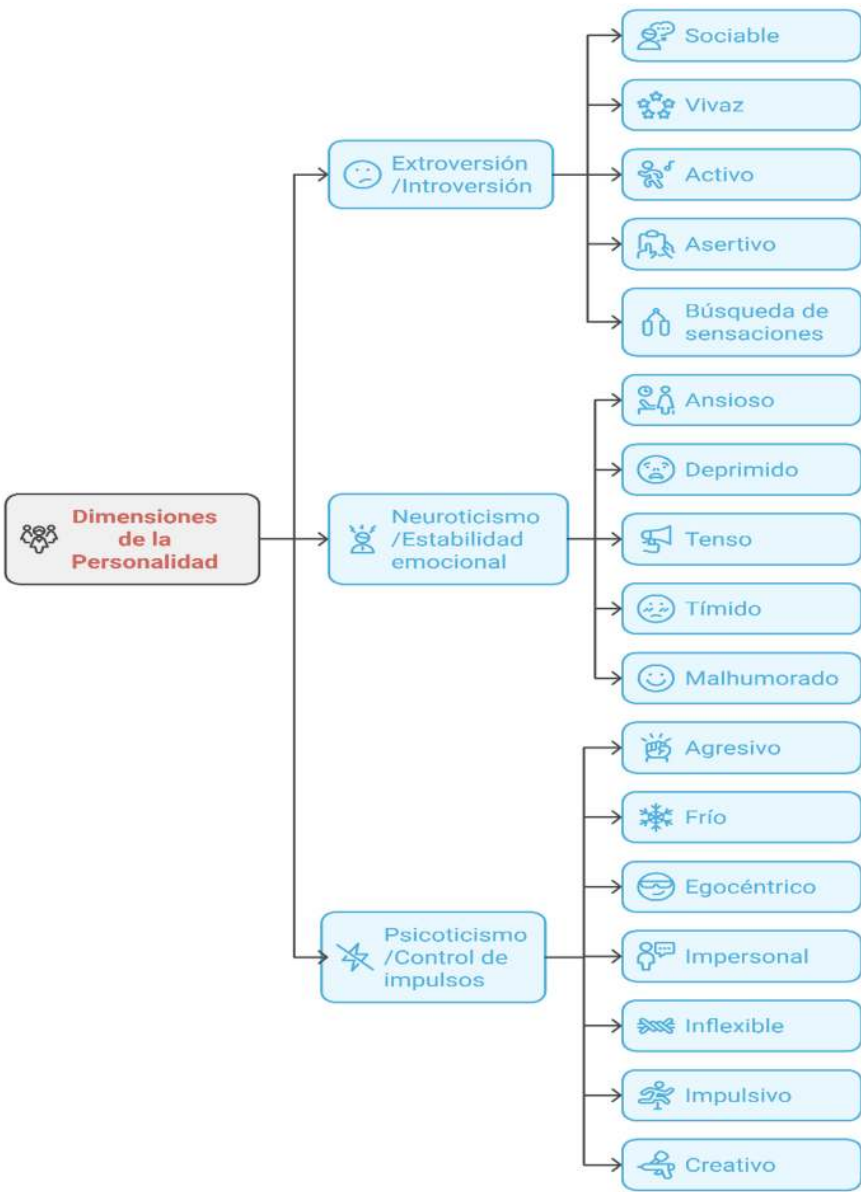 Dimensiones
de la
Personalidad
Extroversión
/Introversión
Sociable
Vivaz
Activo
Asertivo
Búsqueda de
sensaciones
Neuroticismo
/Estabilidad
emocional
Ansioso
Deprimido
Tenso
Tímido
Malhumorado
Psicoticismo
/Control de
impulsos
Agresivo
Frío
Egocéntrico
Impersonal
Inflexible
Impulsivo
Creativo